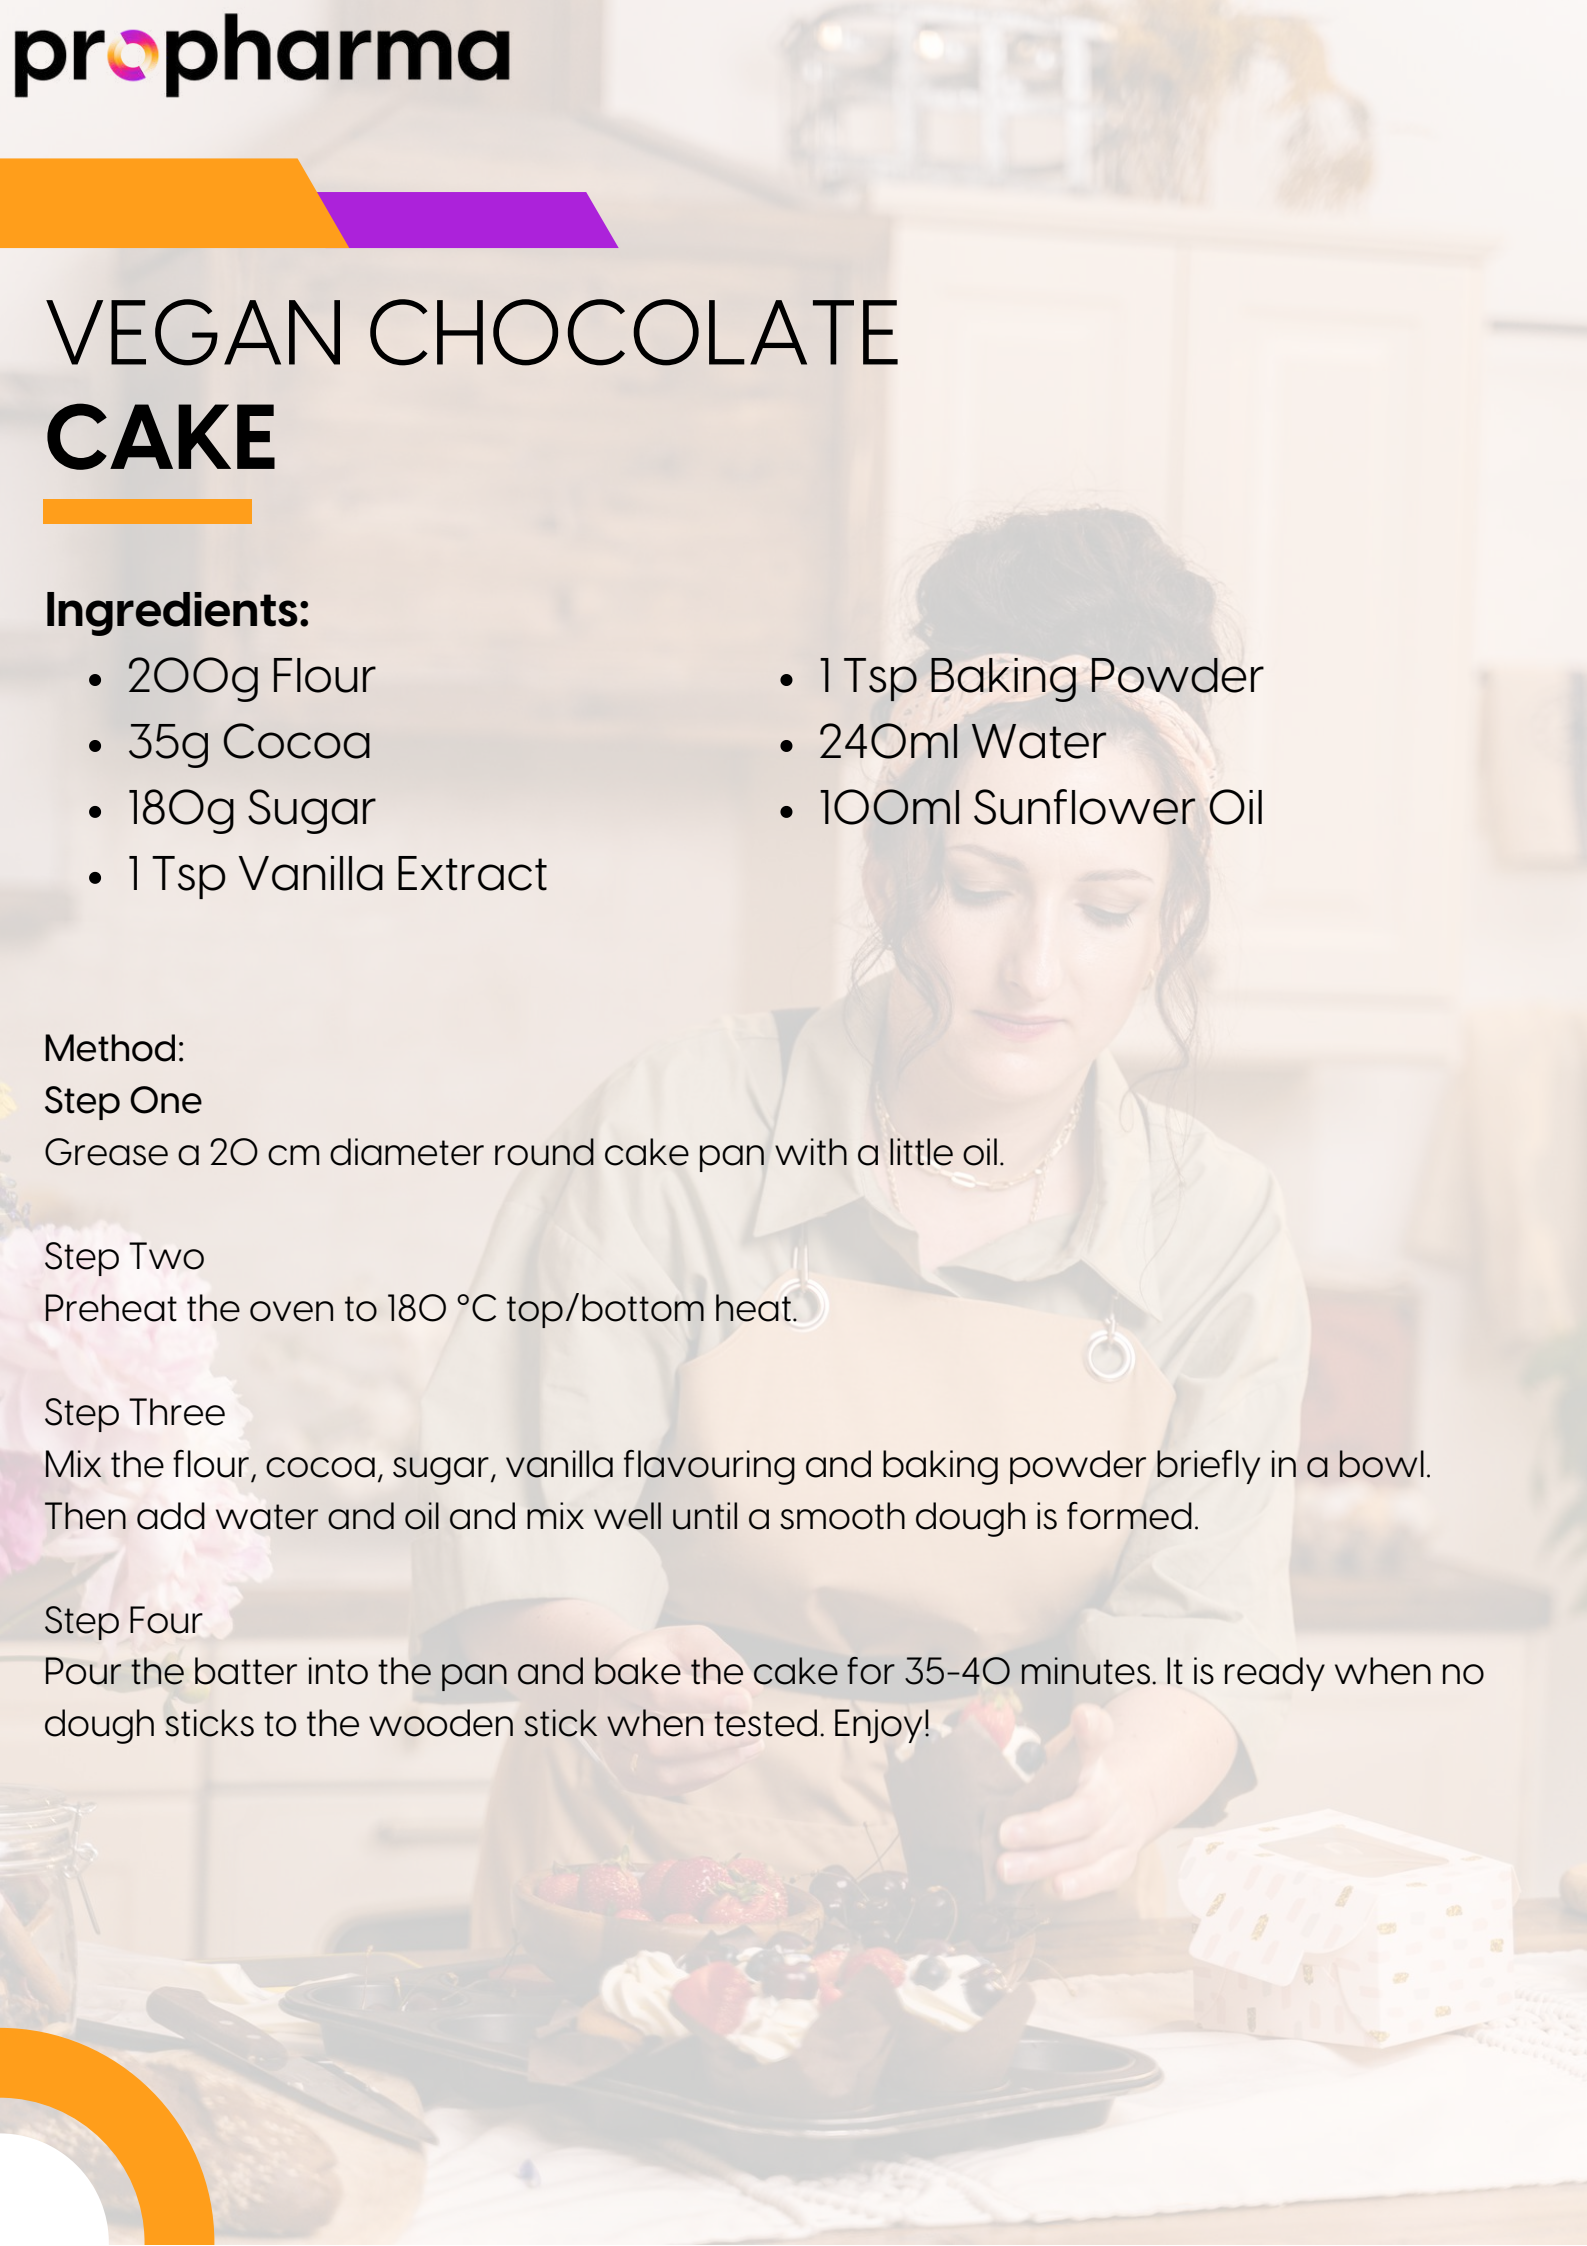 propharma
VEGAN CHOCOLATE
CAKE
Ingredients:
• 200g Flour
• 35g Cocoa
• 180g Sugar
• 1 Tsp Vanilla Extract
• 1 Tsp Baking Powder
• 240ml Water
• 100ml Sunflower Oil
Method:
Step One
Grease a 20 cm diameter round cake pan with a little oil.
Step Two
Preheat the oven to 180 °C top/bottom heat.
Step Three
Mix the flour, cocoa, sugar, vanilla flavouring and baking powder briefly in a bowl.
Then add water and oil and mix well until a smooth dough is formed.
Step Four
Pour the batter into the pan and bake the cake for 35-40 minutes. It is ready when no
dough sticks to the wooden stick when tested. Enjoy!